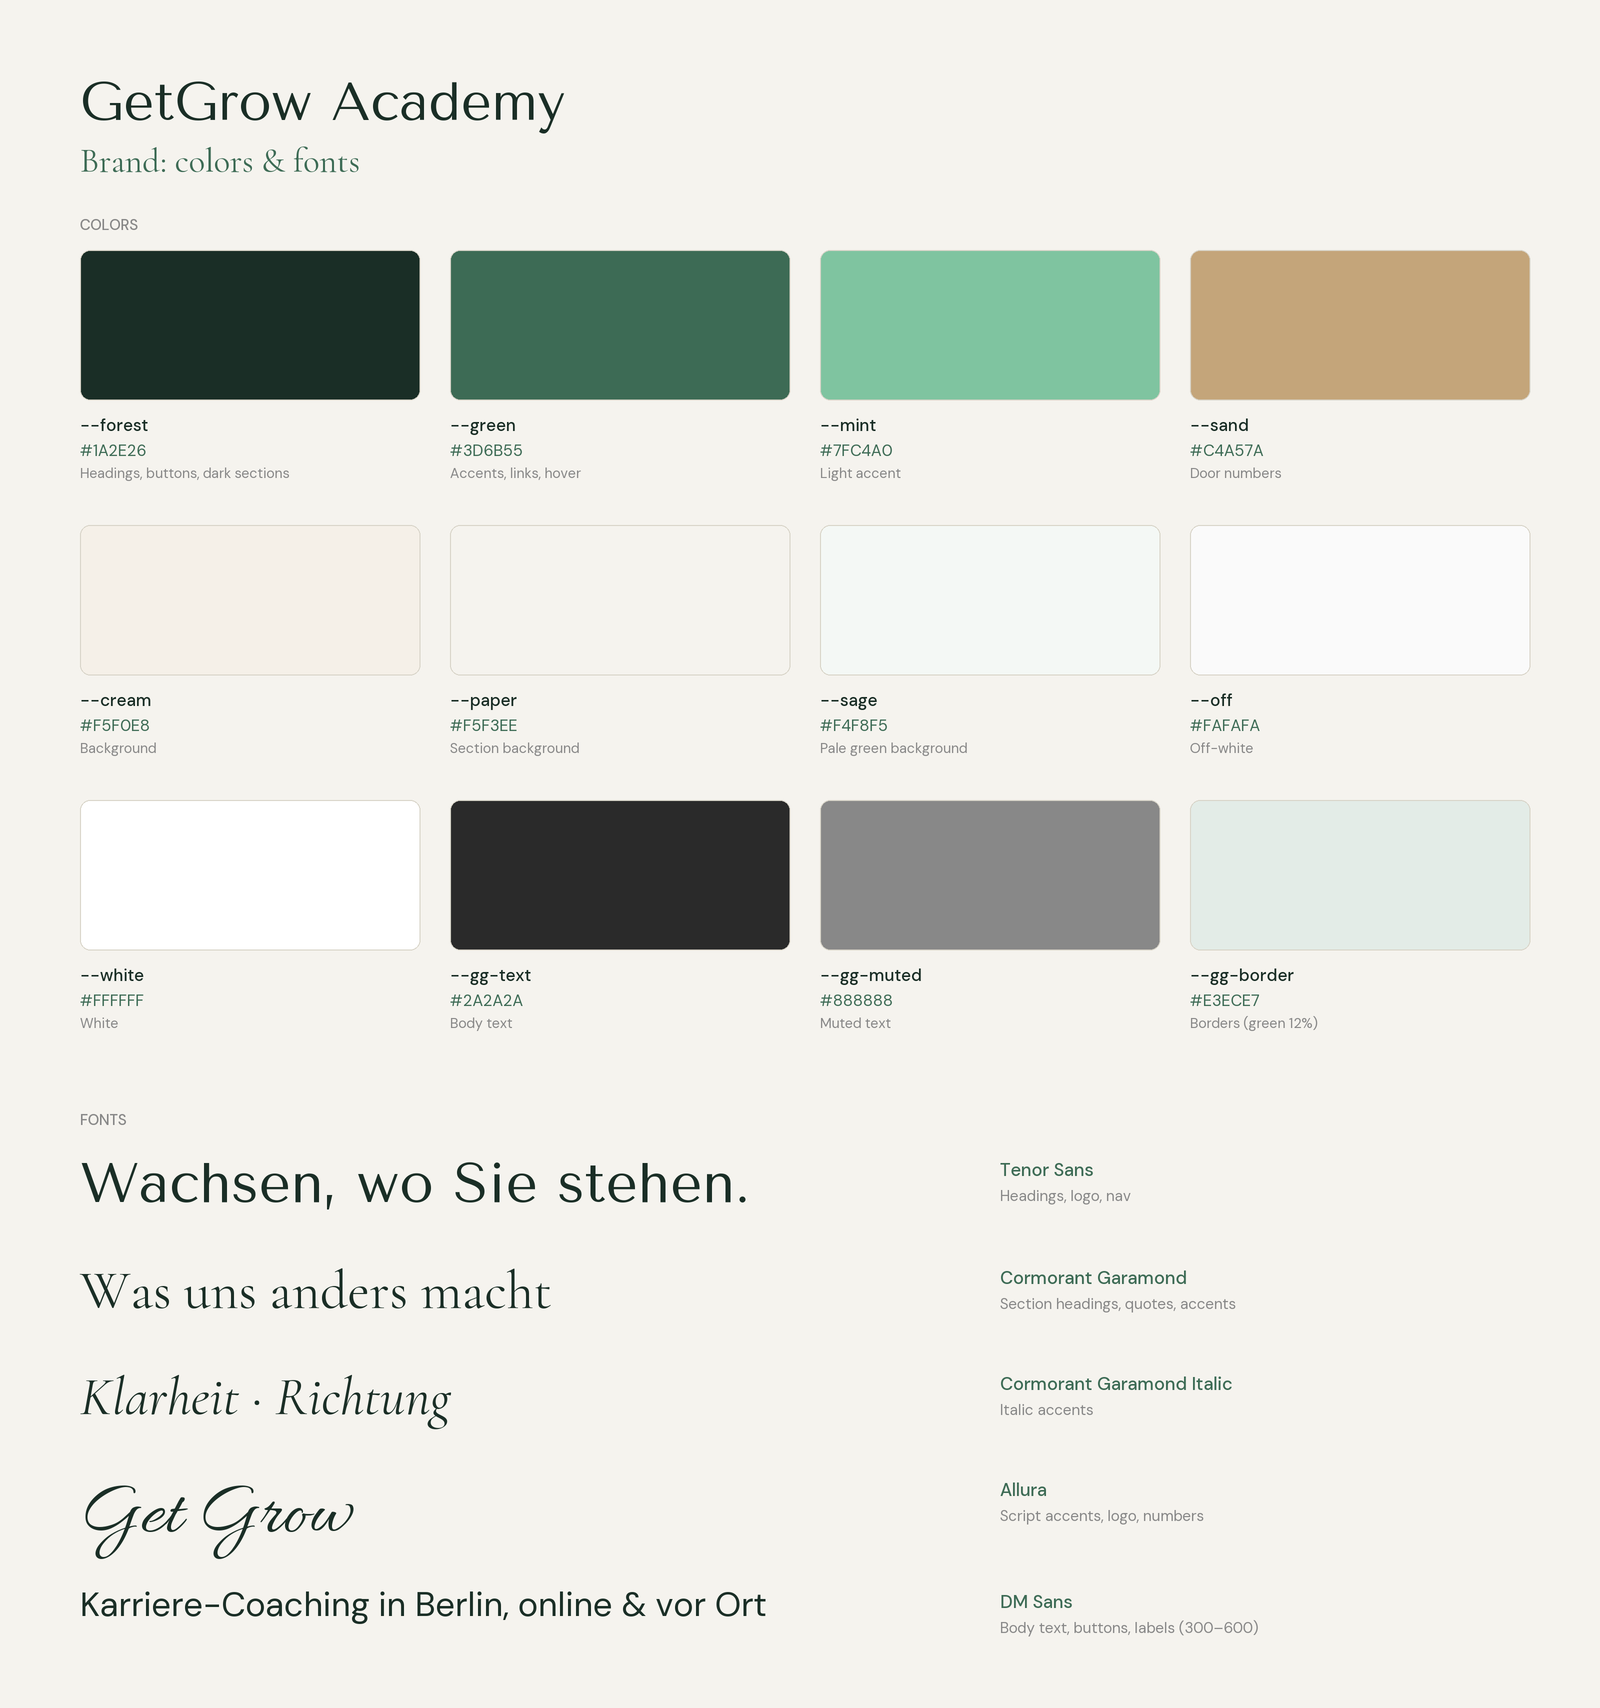 GetGrow Academy
Brand: colors & fonts
COLORS
--forest
#1A2E26
Headings, buttons, dark sections
--green
#3D6B55
Accents, links, hover
--mint
#7FC4A0
Light accent
--sand
#C4A57A
Door numbers
--cream
#F5F0E8
Background
--paper
#F5F3EE
Section background
--sage
#F4F8F5
Pale green background
--off
#FAFAFA
Off-white
--white
#FFFFFF
White
--gg-text
#2A2A2A
Body text
--gg-muted
#888888
Muted text
--gg-border
#E3ECE7
Borders (green 12%)
FONTS
Wachsen, wo Sie stehen.
Tenor Sans
Headings, logo, nav
Was uns anders macht
Cormorant Garamond
Section headings, quotes, accents
Klarheit · Richtung
Cormorant Garamond Italic
Italic accents
Get Grow
Allura
Script accents, logo, numbers
Karriere-Coaching in Berlin, online & vor Ort
DM Sans
Body text, buttons, labels (300–600)